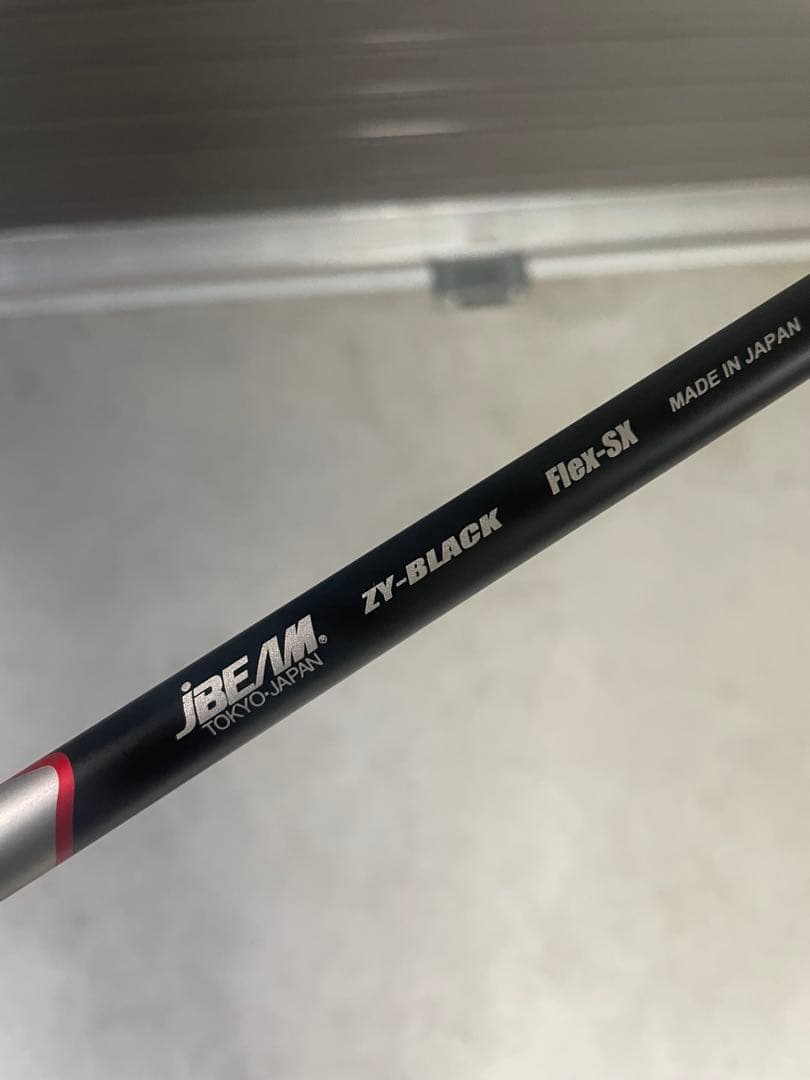 jBEAM®
TOKYO·JAPAN
ZY-BLACK
Flex-SX
MADE IN JAPAN